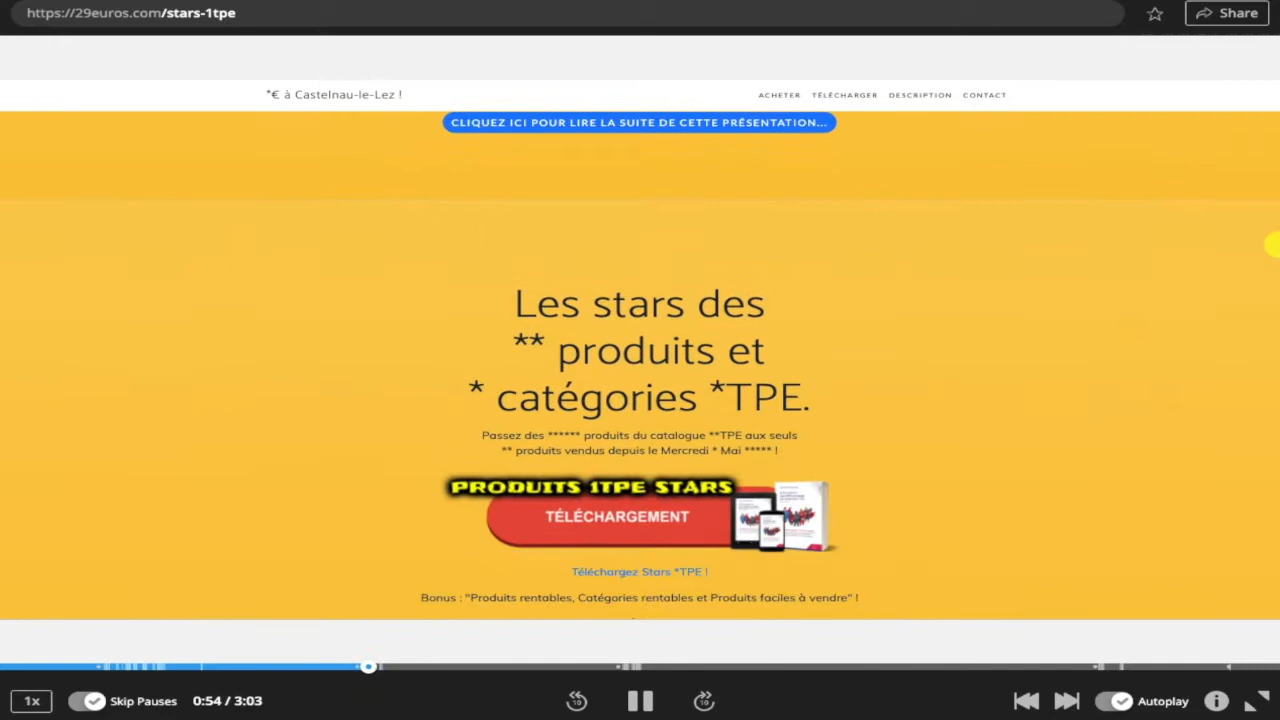 https://29euros.com/stars-1tpe
Share
*€ à Castelnau-le-Lez !
ACHETER TÉLÉCHARGER DESCRIPTION CONTACT
CLIQUEZ ICI POUR LIRE LA SUITE DE CETTE PRÉSENTATION...
Les stars des
** produits et
* catégories *TPE.
Passez des ****** produits du catalogue **TPE aux seuls
** produits vendus depuis le Mercredi * Mai ***** !
PRODUITS 1TPE STARS
TÉLÉCHARGEMENT
Téléchargez Stars *TPE !
Bonus : "Produits rentables, Catégories rentables et Produits faciles à vendre" !
1x
Skip Pauses
0:54 / 3:03
10
10
Autoplay